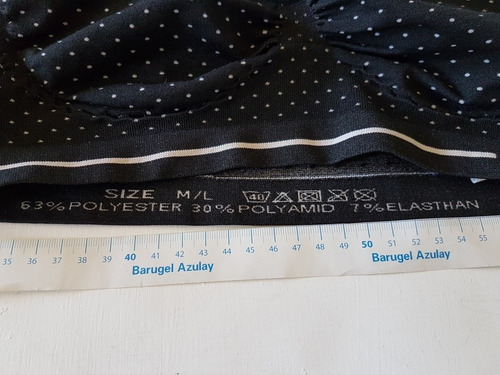 SIZE M/L 40
63% POLYESTER 30% POLYAMID 7% ELASTHAN
35 36 37 38 39 40 41 42 43 44 45 46 47 48 49 50 51 52 53 54 55
Barugel Azulay Barugel Azulay